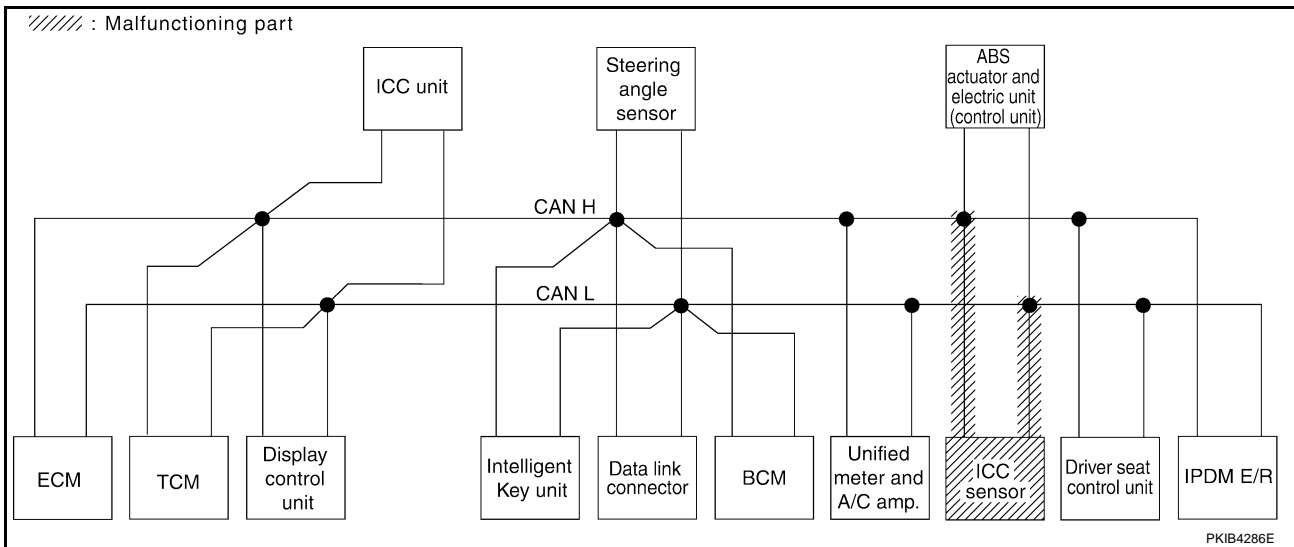 : Malfunctioning part
ICC unit
Steering
angle
sensor
ABS
actuator and
electric unit
(control unit)
CAN H
CAN L
ECM
TCM
Display
control
unit
Intelligent
Key unit
Data link
connector
BCM
Unified
meter and
A/C amp.
ICC
sensor
Driver seat
control unit
IPDM E/R
PKIB4286E